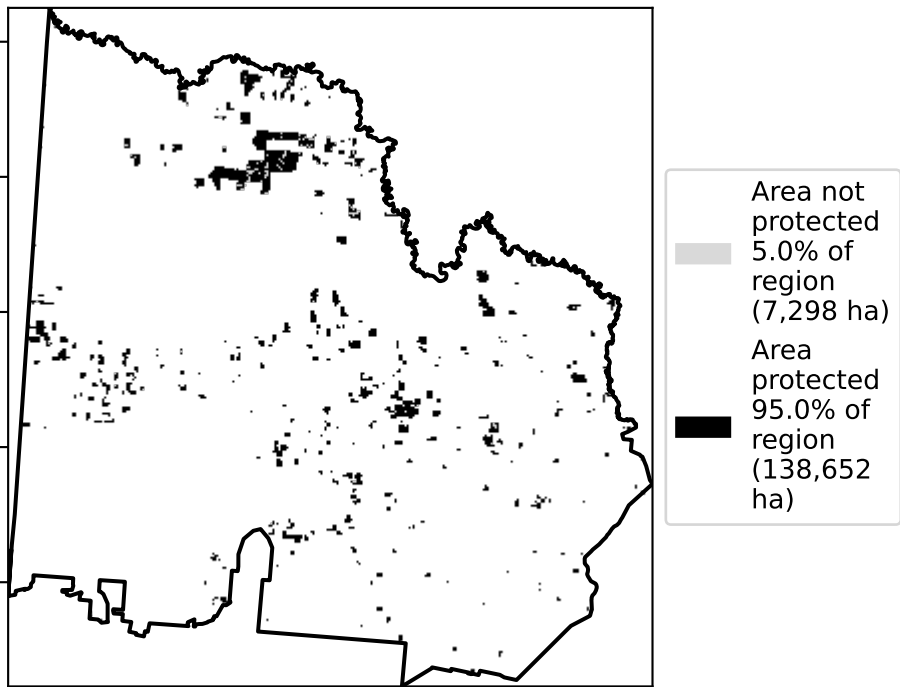 Area not
protected
5.0% of
region
(7,298 ha)
Area
protected
95.0% of
region
(138,652
ha)